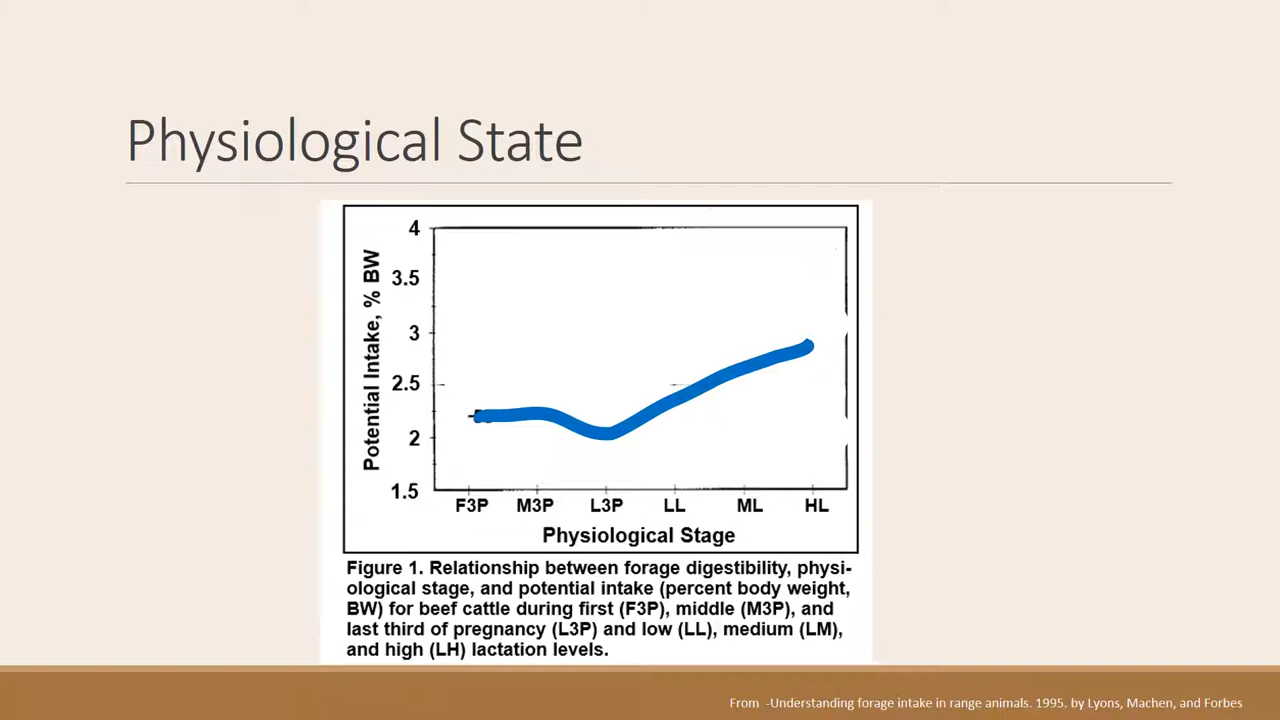 Physiological State
4
3.5
3
2.5
2
1.5
Potential Intake, % BW
F3P M3P L3P LL ML HL
Physiological Stage
Figure 1. Relationship between forage digestibility, physi-
ological stage, and potential intake (percent body weight,
BW) for beef cattle during first (F3P), middle (M3P), and
last third of pregnancy (L3P) and low (LL), medium (LM),
and high (LH) lactation levels.
From -Understanding forage intake in range animals. 1995. by Lyons, Machen, and Forbes